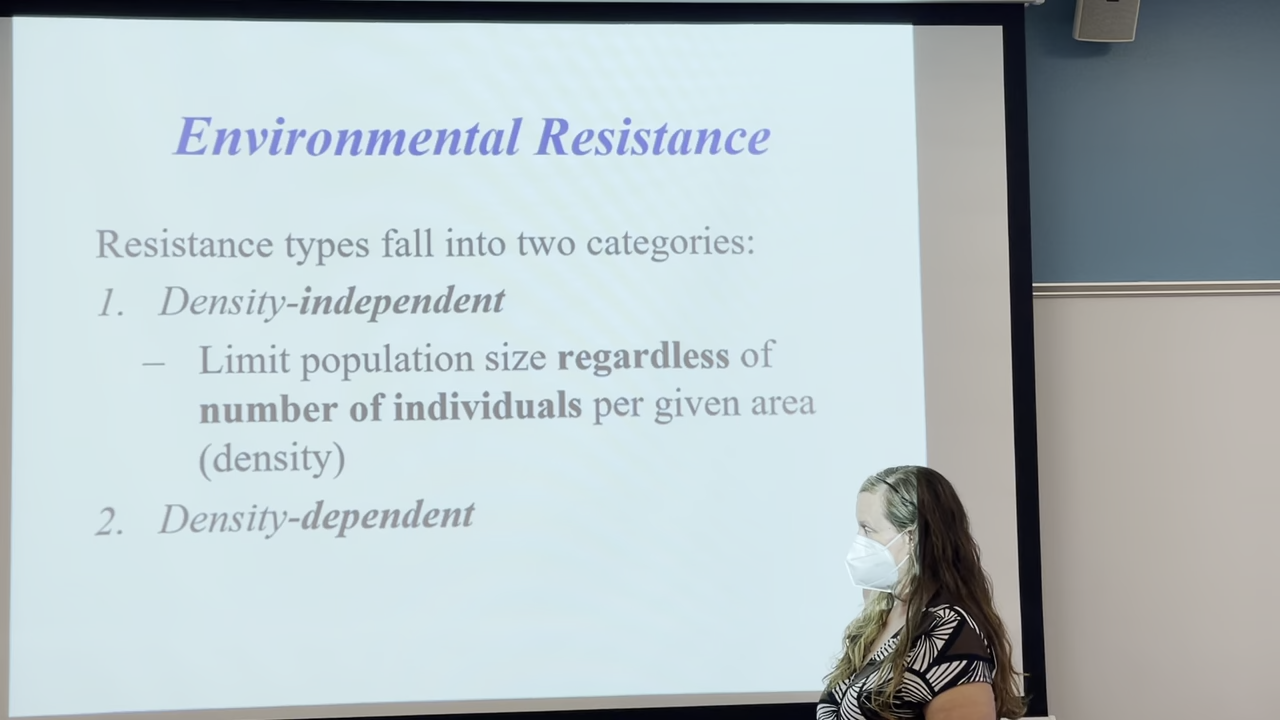 Environmental Resistance
Resistance types fall into two categories:
1. Density-independent
– Limit population size regardless of
number of individuals per given area
(density)
2. Density-dependent